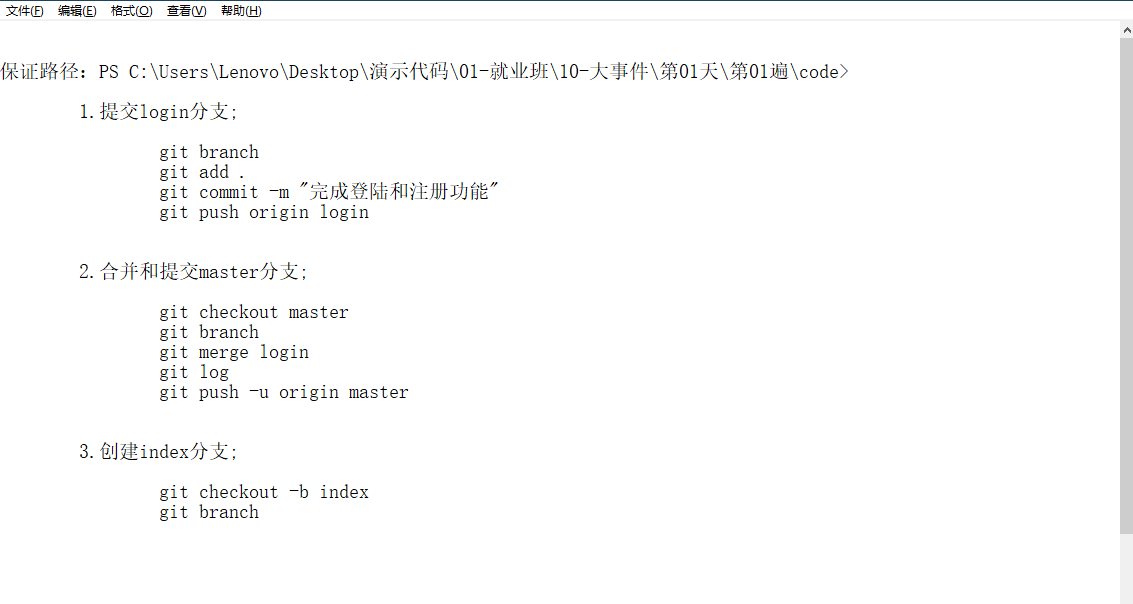 文件(F) 编辑(E) 格式(O) 查看(V) 帮助(H)
保证路径：PS C:\Users\Lenovo\Desktop\演示代码\01-就业班\10-大事件\第01天\第01遍\code>
1.提交login分支;
git branch
git add .
git commit -m "完成登陆和注册功能"
git push origin login
2.合并和提交master分支;
git checkout master
git branch
git merge login
git log
git push -u origin master
3.创建index分支;
git checkout -b index
git branch